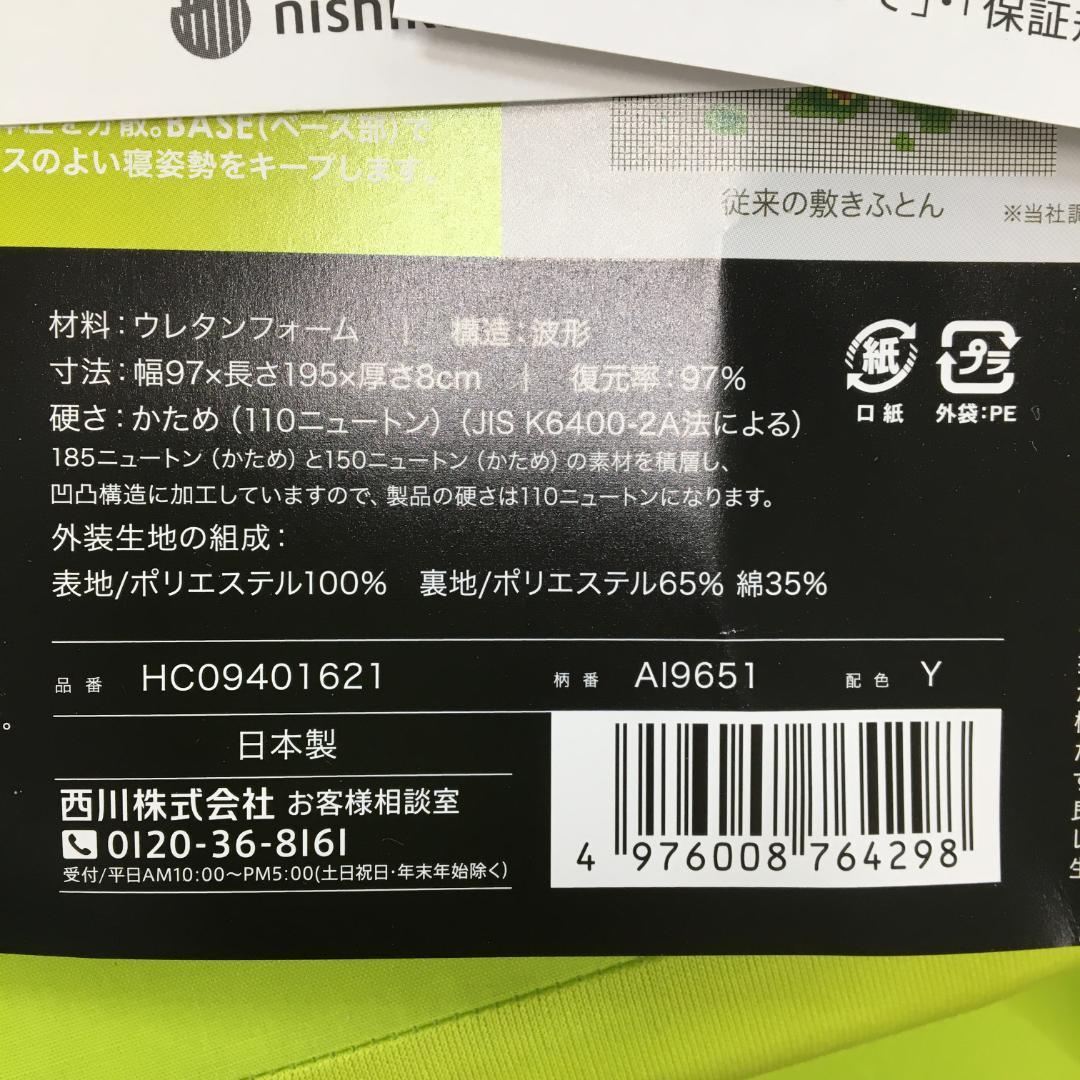 て」・「保証
を分散。BASE(ベース部)で
スのよい寝姿勢をキープします。
従来の敷きふとん
※当社調
材料：ウレタンフォーム | 構造：波形
寸法：幅97×長さ195×厚さ8cm | 復元率：97%
硬さ：かため（110ニュートン）（JIS K6400-2A法による）
185ニュートン（かため）と150ニュートン（かため）の素材を積層し、
凹凸構造に加工していますので、製品の硬さは110ニュートンになります。
外装生地の組成：
表地/ポリエステル100% 裏地/ポリエステル65% 綿35%
紙
プラ
口紙
外袋：PE
品番 HC09401621 柄番 AI9651 配色 Y
日本製
西川株式会社 お客様相談室
0120-36-8161
受付/平日AM10:00～PM5:00(土日祝日・年末年始除く)
4 976008 764298